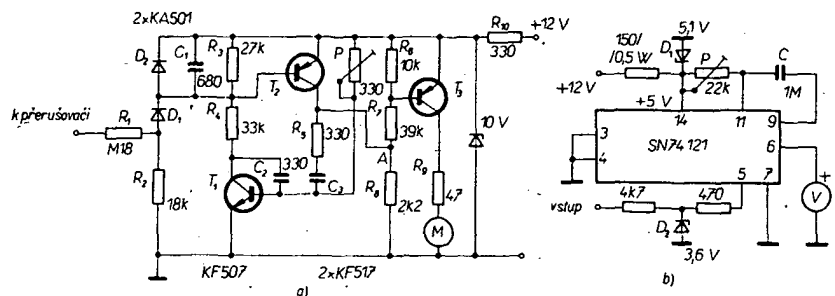 2×KA501
D₂
C₁
680
R₃
27k
D₁
k přerušovači
R₁
M18
R₂
18k
R₄
33k
T₁
KF507
T₂
R₅
330
C₂
330
C₃
P
330
R₆
10k
R₇
39k
A
R₈
2k2
T₃
R₉
47
M
2×KF517
10 V
R₁₀
330
+12 V
a)
b)
5,1 V
150/
/0,5 W
D₁
P
22k
C
1M
+12 V
+5 V
14
11
9
3
4
SN74121
6
5
7
vstup
4k7
470
D₂
3,6 V
+
V
b)